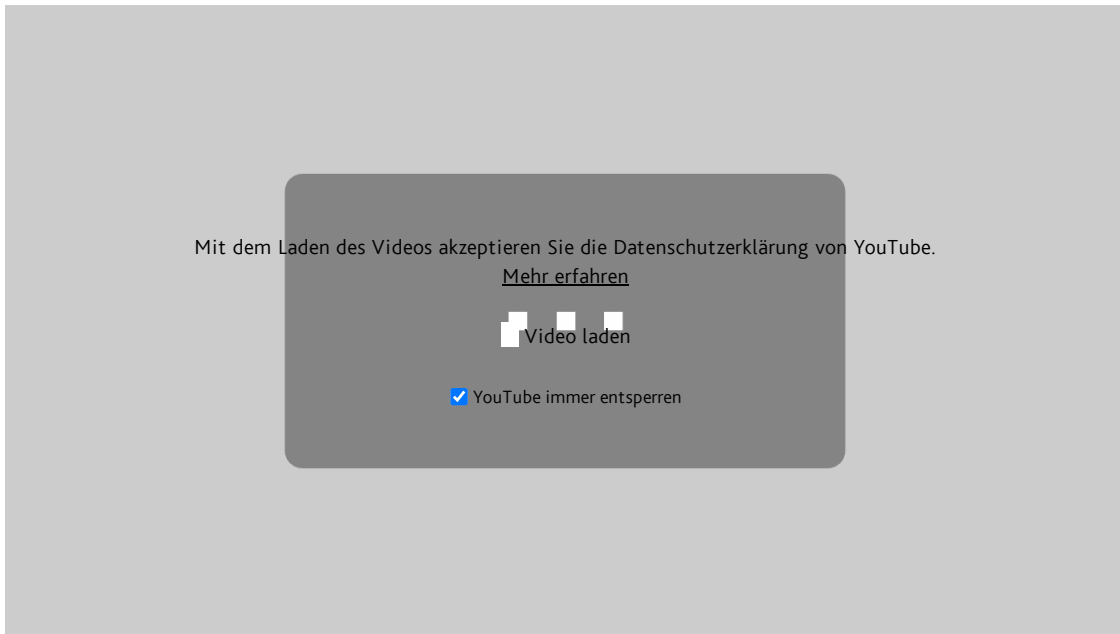 Mit dem Laden des Videos akzeptieren Sie die Datenschutzerklärung von YouTube.
Mehr erfahren
Video laden
YouTube immer entsperren